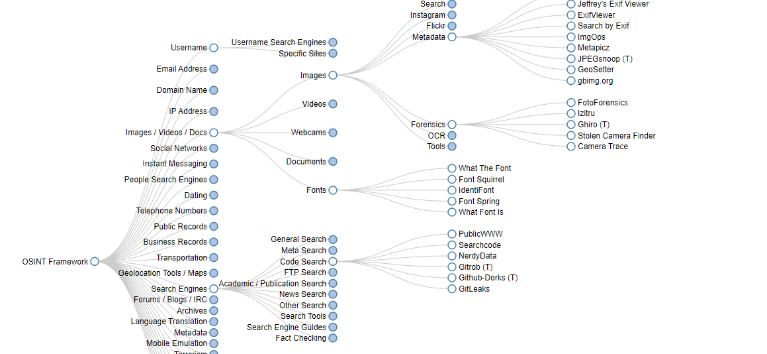 OSINT Framework
Username
Email Address
Domain Name
IP Address
Images / Videos / Docs
Social Networks
Instant Messaging
People Search Engines
Dating
Telephone Numbers
Public Records
Business Records
Transportation
Geolocation Tools / Maps
Search Engines
Forums / Blogs / IRC
Archives
Language Translation
Metadata
Mobile Emulation
Terrorism
Username Search Engines
Specific Sites
Images
Videos
Webcams
Documents
Fonts
General Search
Meta Search
Code Search
FTP Search
Academic / Publication Search
News Search
Other Search
Search Tools
Search Engine Guides
Fact Checking
Search
Instagram
Flickr
Metadata
Forensics
OCR
Tools
What The Font
Font Squirrel
IdentiFont
Font Spring
What Font Is
PublicWWW
Searchcode
NerdyData
Gitrob (T)
Github-Dorks (T)
GitLeaks
Jeffrey's Exif Viewer
ExifViewer
Search by Exif
ImgOps
Metapicz
JPEGsnoop (T)
GeoSetter
gbimg.org
FotoForensics
Izitru
Ghiro (T)
Stolen Camera Finder
Camera Trace